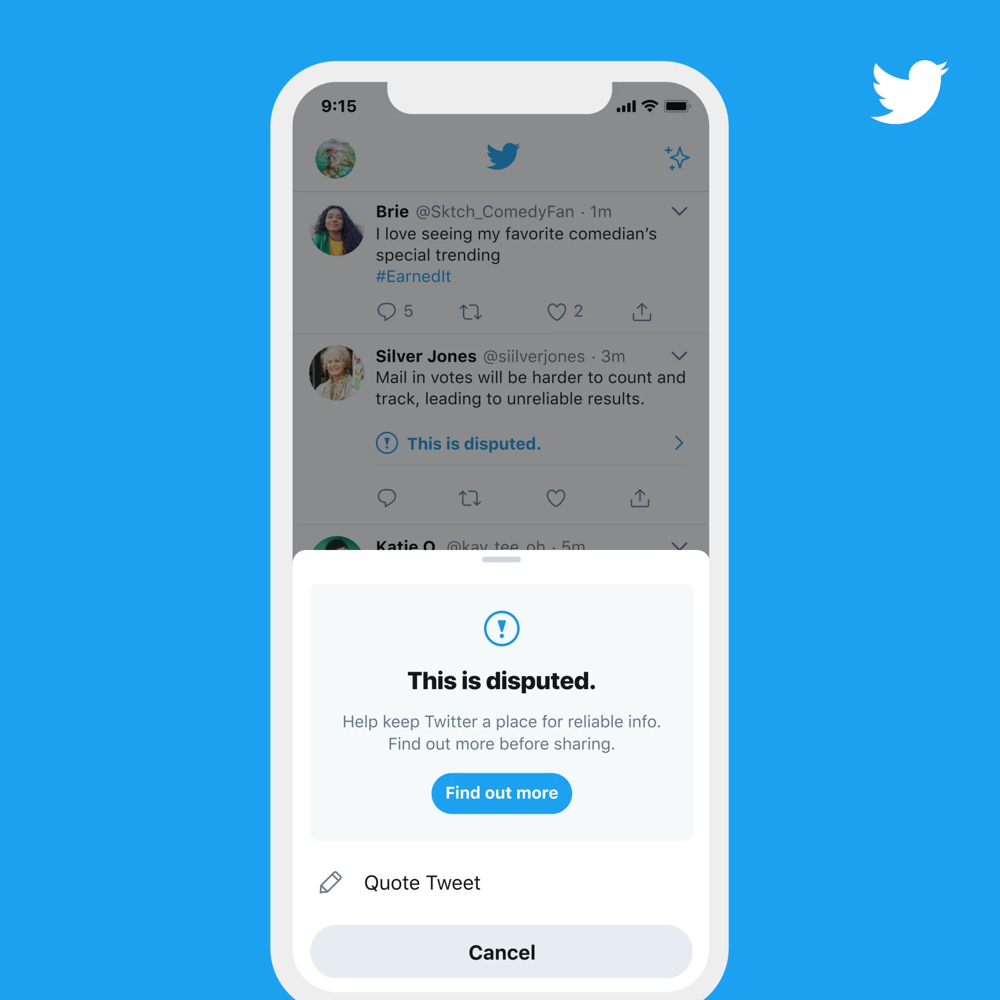 9:15
Brie @Sktch_ComedyFan · 1m
I love seeing my favorite comedian’s
special trending
#EarnedIt
5 2
Silver Jones @siilverjones · 3m
Mail in votes will be harder to count and
track, leading to unreliable results.
This is disputed.
Katie O. @kay_tee_oh · 5m
This is disputed.
Help keep Twitter a place for reliable info.
Find out more before sharing.
Find out more
Quote Tweet
Cancel